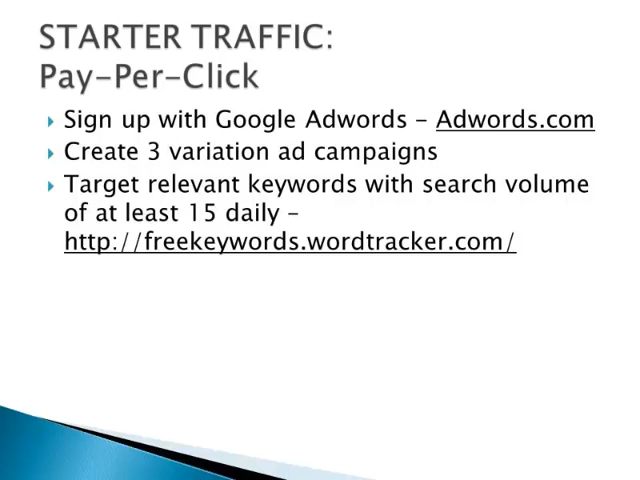 STARTER TRAFFIC:
Pay-Per-Click
Sign up with Google Adwords - Adwords.com
Create 3 variation ad campaigns
Target relevant keywords with search volume
of at least 15 daily –
http://freekeywords.wordtracker.com/